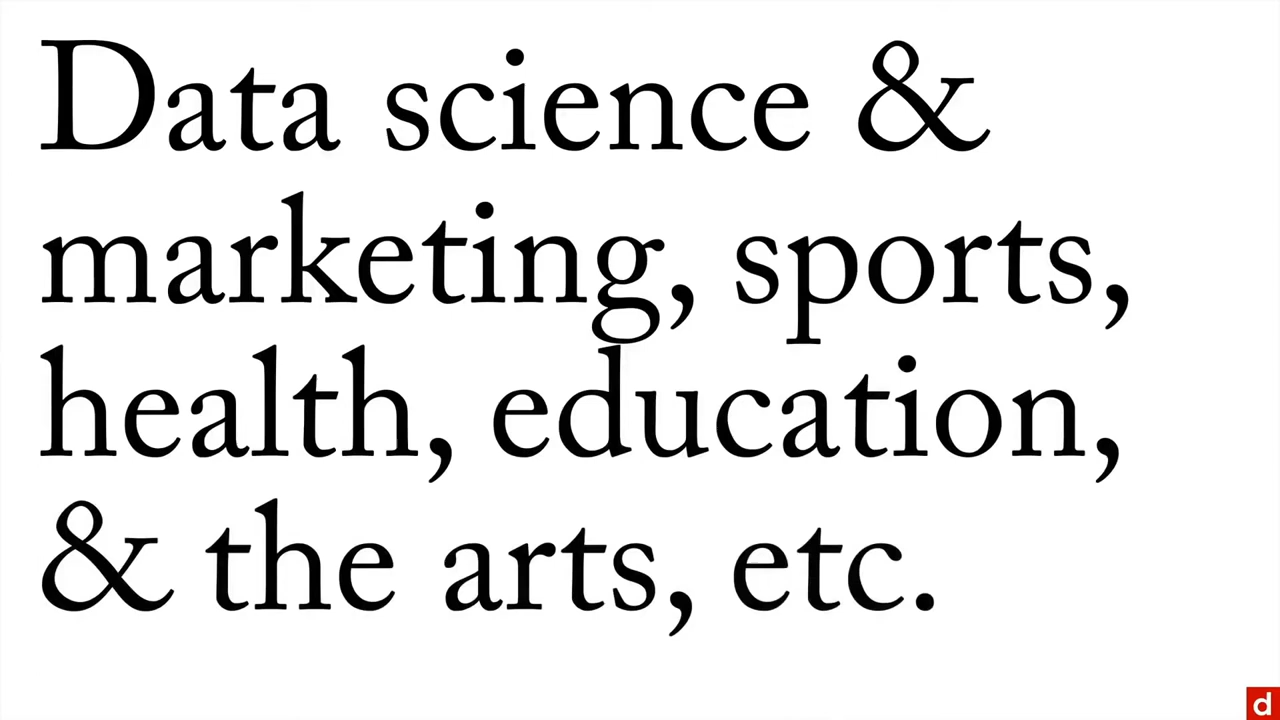 Data science &
marketing, sports,
health, education,
& the arts, etc.
d